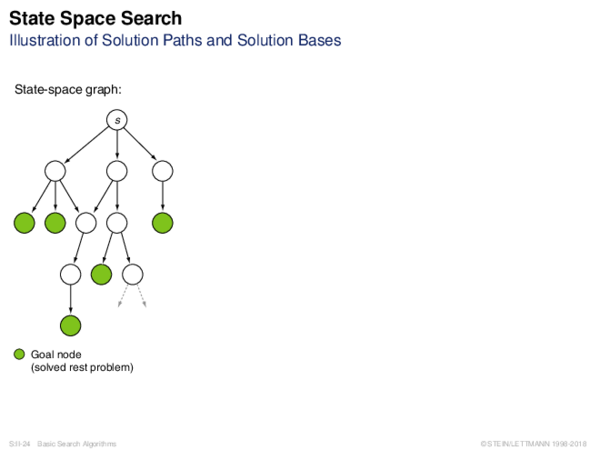 State Space Search
Illustration of Solution Paths and Solution Bases
State-space graph:
s
Goal node
(solved rest problem)
S:II-24 Basic Search Algorithms
© STEIN/LETTMANN 1998-2018